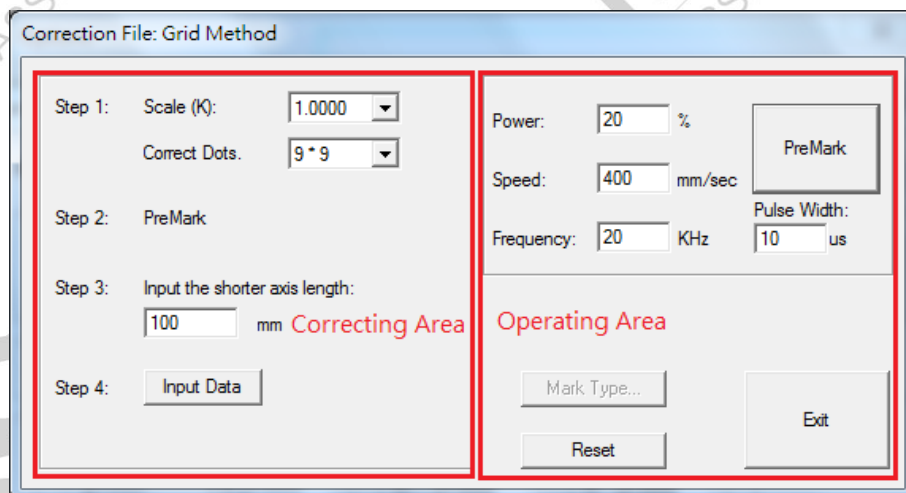 Correction File: Grid Method
Step 1: Scale (K): 1.0000
Correct Dots. 9 * 9
Step 2: PreMark
Step 3: Input the shorter axis length:
100 mm Correcting Area
Step 4: Input Data
Power: 20 %
PreMark
Speed: 400 mm/sec
Pulse Width:
Frequency: 20 KHz 10 us
Operating Area
Mark Type...
Exit
Reset